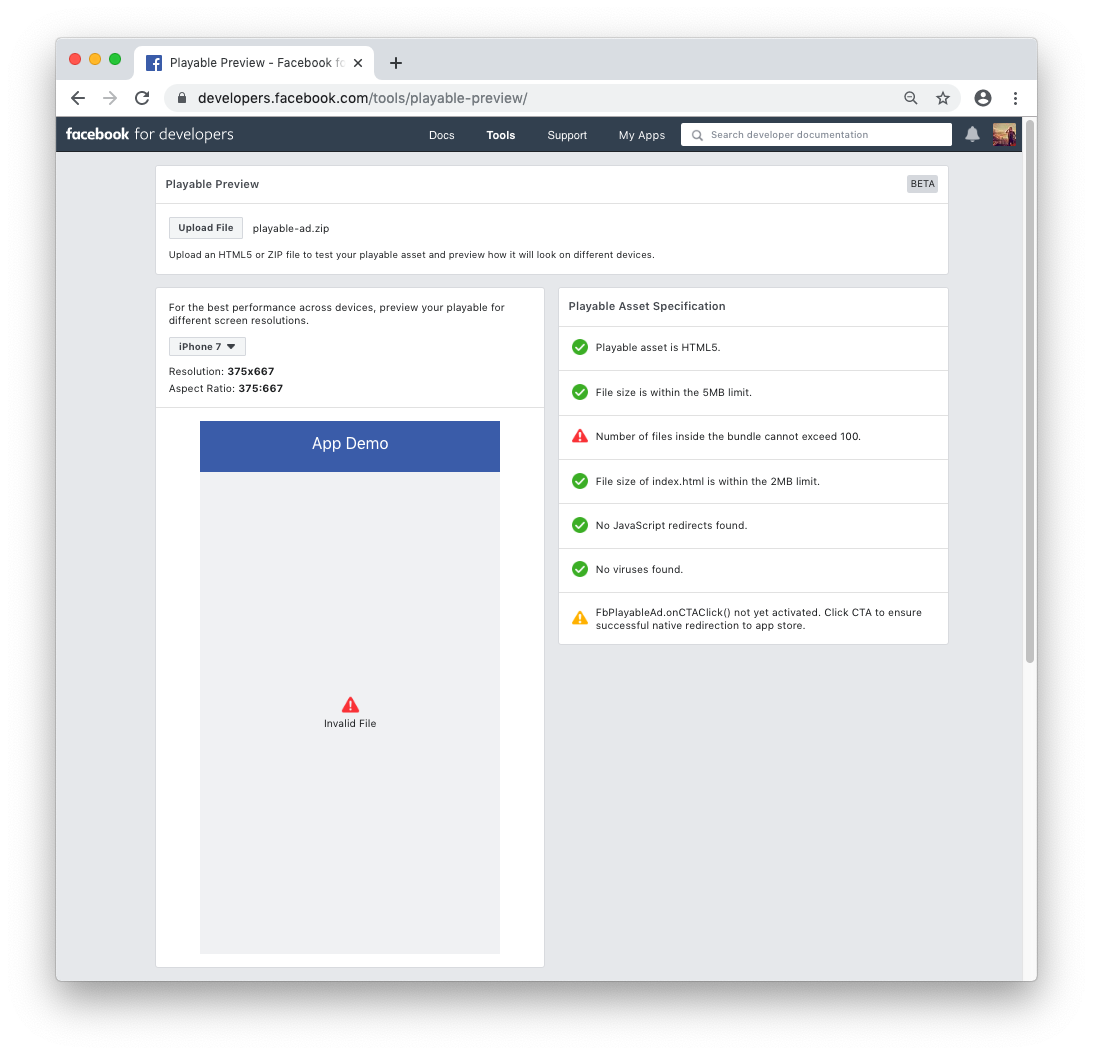 Playable Preview - Facebook fo
developers.facebook.com/tools/playable-preview/
facebook for developers
Docs
Tools
Support
My Apps
Search developer documentation
Playable Preview
BETA
Upload File
playable-ad.zip
Upload an HTML5 or ZIP file to test your playable asset and preview how it will look on different devices.
For the best performance across devices, preview your playable for
different screen resolutions.
iPhone 7
Resolution: 375x667
Aspect Ratio: 375:667
App Demo
Invalid File
Playable Asset Specification
Playable asset is HTML5.
File size is within the 5MB limit.
Number of files inside the bundle cannot exceed 100.
File size of index.html is within the 2MB limit.
No JavaScript redirects found.
No viruses found.
FbPlayableAd.onCTAClick() not yet activated. Click CTA to ensure
successful native redirection to app store.